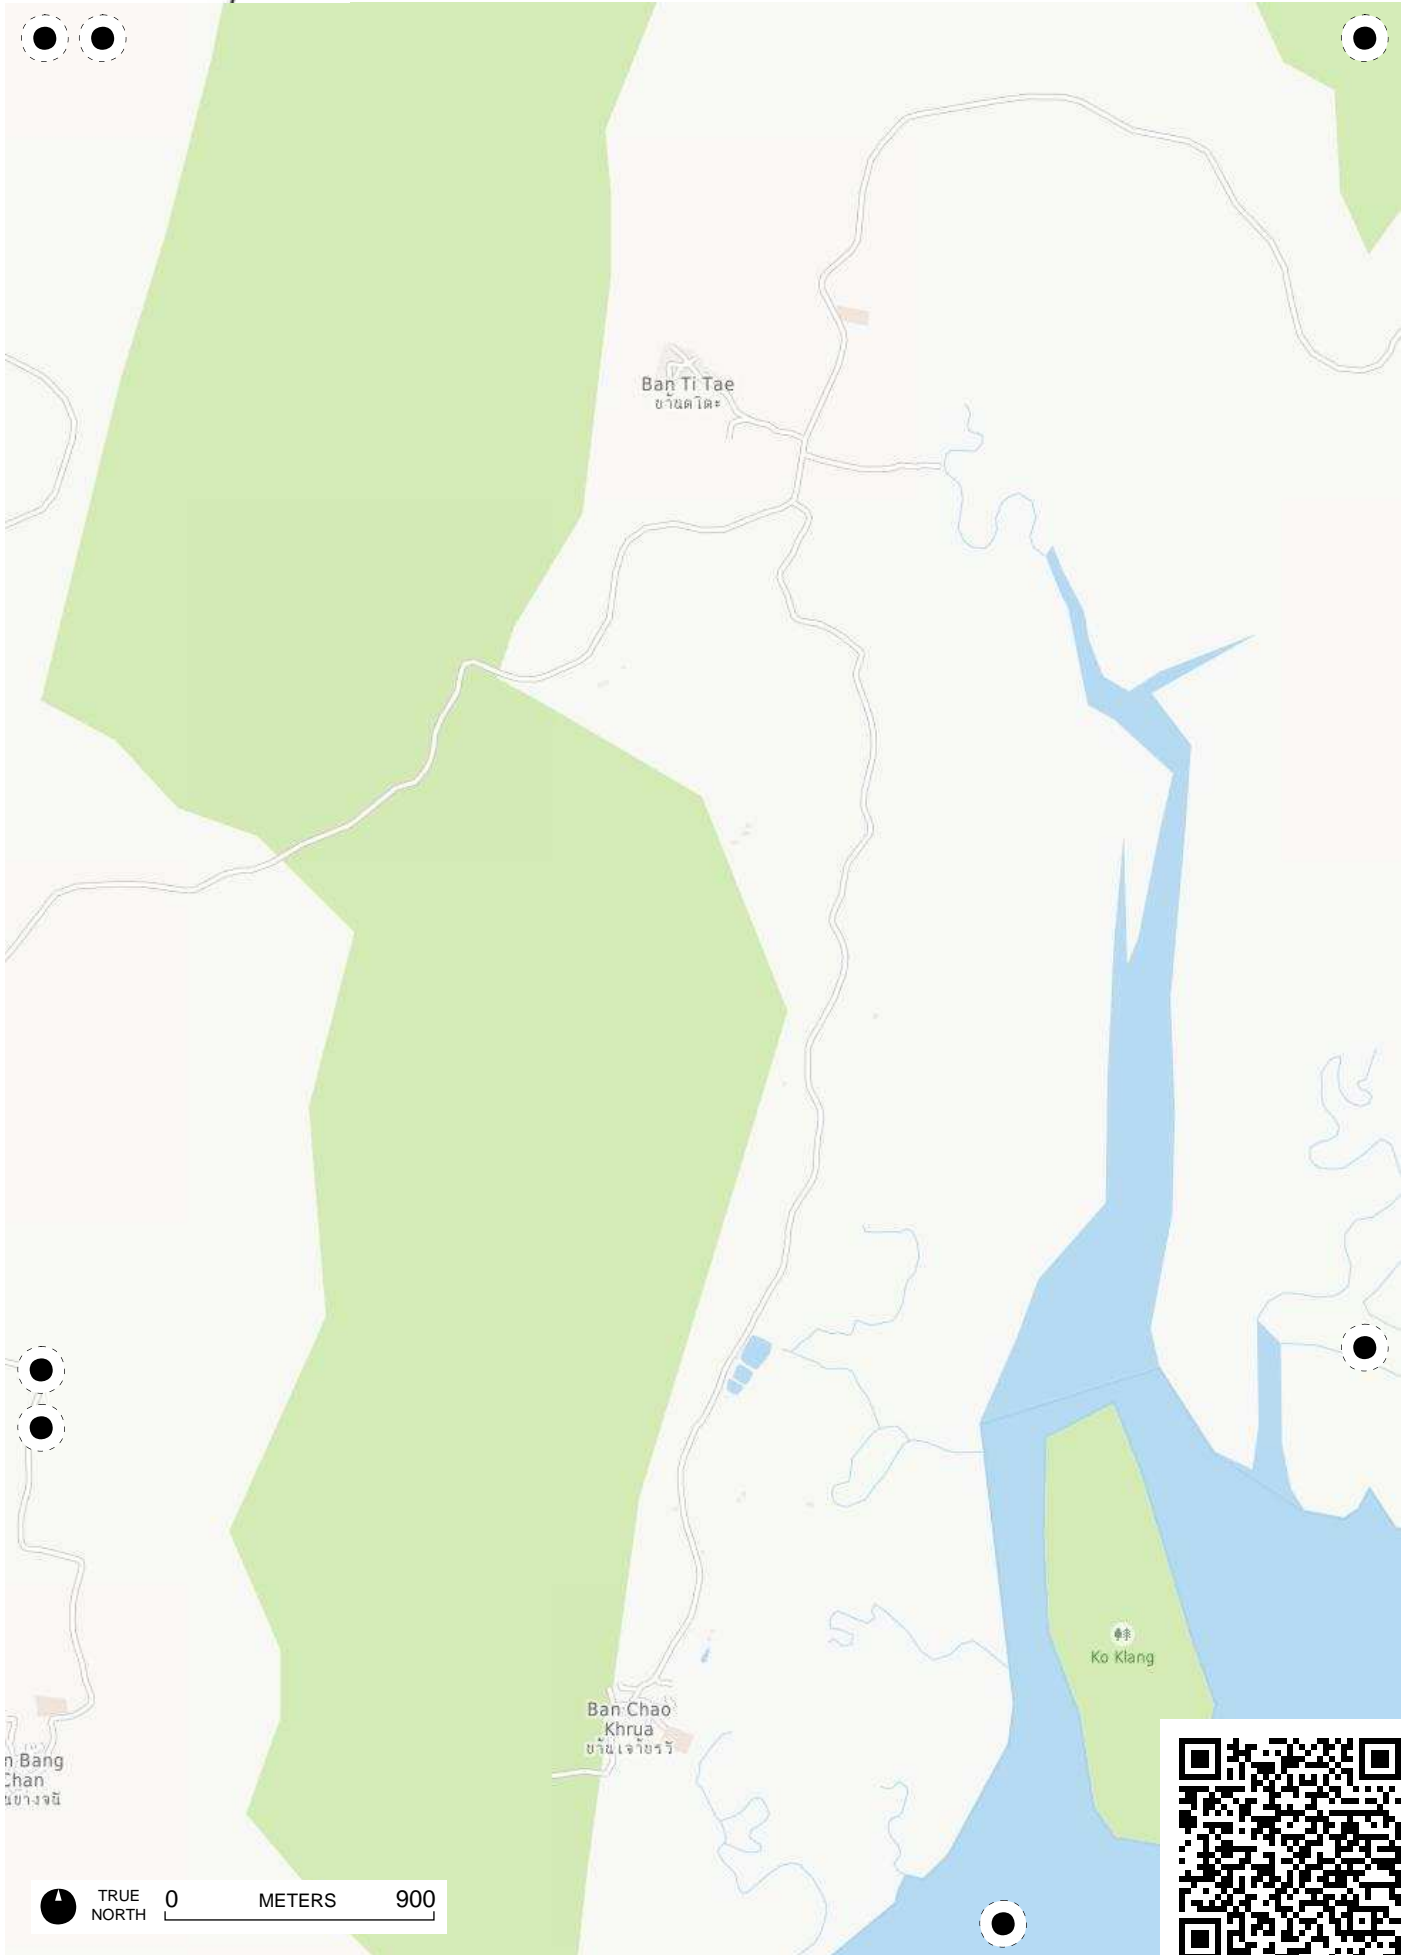 Ban Ti Tae
Ko Klang
Ban Chao
Khrua
n Bang
Chan
TRUE
NORTH
0 METERS 900